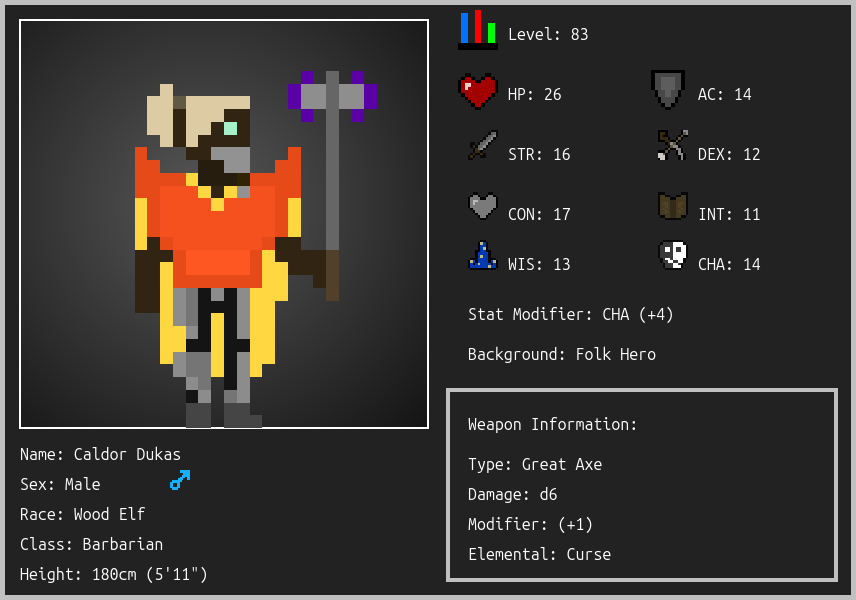 Level: 83
HP: 26
AC: 14
STR: 16
DEX: 12
CON: 17
INT: 11
WIS: 13
CHA: 14
Stat Modifier: CHA (+4)
Background: Folk Hero
Weapon Information:
Type: Great Axe
Damage: d6
Modifier: (+1)
Elemental: Curse
Name: Caldor Dukas
Sex: Male
Race: Wood Elf
Class: Barbarian
Height: 180cm (5'11")